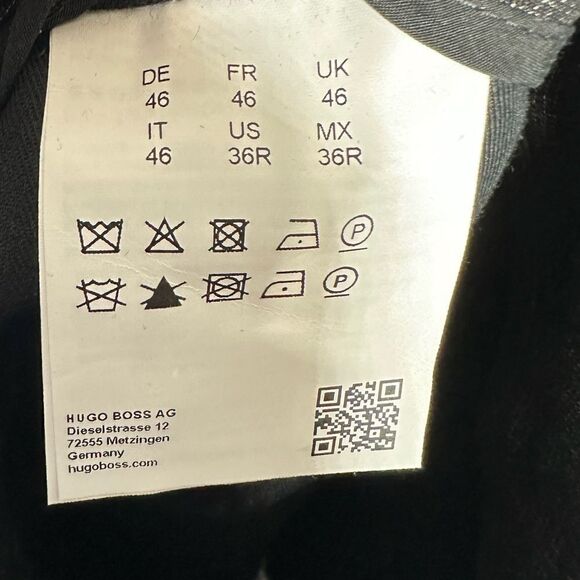 DE FR UK
46 46 46
IT US MX
46 36R 36R
P
P
HUGO BOSS AG
Dieselstrasse 12
72555 Metzingen
Germany
hugoboss.com